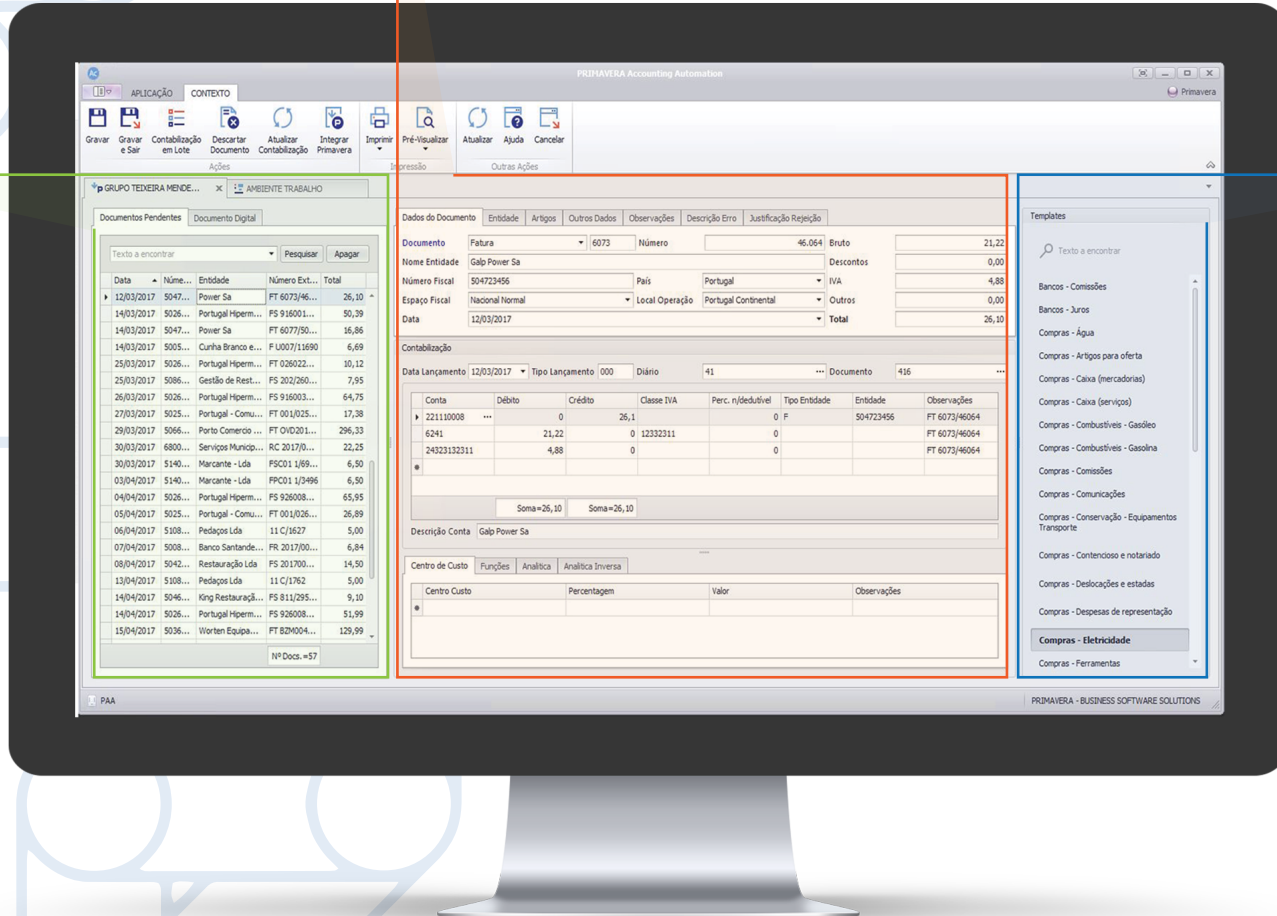 Ac
PRIMAVERA Accounting Automation
APLICAÇÃO CONTEXTO
Primavera
Gravar Gravar e Sair Contabilização em Lote Descartar Documento Atualizar Contabilização Integrar Primavera Imprimir Pré-Visualizar Atualizar Ajuda Cancelar
Ações Impressão Outras Ações
GRUPO TEIXEIRA MENDE... AMBIENTE TRABALHO
Documentos Pendentes Documento Digital
Texto a encontrar Pesquisar Apagar
Data Núme... Entidade Número Ext... Total
12/03/2017 5047... Power Sa FT 6073/46... 26,10
14/03/2017 5026... Portugal Hiperm... FS 916001... 50,39
14/03/2017 5047... Power Sa FT 6077/50... 16,86
14/03/2017 5005... Cunha Branco e... F U007/11690 6,69
25/03/2017 5026... Portugal Hiperm... FT 026022... 10,12
25/03/2017 5086... Gestão de Rest... FS 202/260... 7,95
26/03/2017 5026... Portugal Hiperm... FS 916003... 64,75
27/03/2017 5025... Portugal - Comu... FT 001/025... 17,38
29/03/2017 5066... Porto Comercio ... FT OVD201... 296,33
30/03/2017 6800... Serviços Municip... RC 2017/0... 22,25
30/03/2017 5140... Marcante - Lda FSC01 1/69... 6,50
03/04/2017 5140... Marcante - Lda FPC01 1/3496 6,50
04/04/2017 5026... Portugal Hiperm... FS 926008... 65,95
05/04/2017 5025... Portugal - Comu... FT 001/026... 26,89
06/04/2017 5108... Pedaços Lda 11 C/1627 5,00
07/04/2017 5008... Banco Santande... FR 2017/00... 6,84
08/04/2017 5042... Restauração Lda FS 201700... 14,50
13/04/2017 5108... Pedaços Lda 11 C/1762 5,00
14/04/2017 5046... King Restauraçã... FS 811/295... 9,10
14/04/2017 5026... Portugal Hiperm... FS 926008... 51,99
15/04/2017 5036... Worten Equipa... FT BZM004... 129,99
Nº Docs.=57
Dados do Documento Entidade Artigos Outros Dados Observações Descrição Erro Justificação Rejeição
Documento Fatura 6073 Número 46.064 Bruto 21,22
Nome Entidade Galp Power Sa Descontos 0,00
Número Fiscal 504723456 País Portugal IVA 4,88
Espaço Fiscal Nacional Normal Local Operação Portugal Continental Outros 0,00
Data 12/03/2017 Total 26,10
Contabilização
Data Lançamento 12/03/2017 Tipo Lançamento 000 Diário 41 ... Documento 416 ...
Conta Débito Crédito Classe IVA Perc. n/dedutível Tipo Entidade Entidade Observações
221110008 ... 0 26,1 0 F 504723456 FT 6073/46064
6241 21,22 0 12332311 0 FT 6073/46064
24323132311 4,88 0 0 FT 6073/46064
Soma=26,10 Soma=26,10
Descrição Conta Galp Power Sa
Centro de Custo Funções Analitica Analitica Inversa
Centro Custo Percentagem Valor Observações
Templates
Texto a encontrar
Bancos - Comissões
Bancos - Juros
Compras - Água
Compras - Artigos para oferta
Compras - Caixa (mercadorias)
Compras - Caixa (serviços)
Compras - Combustíveis - Gasóleo
Compras - Combustíveis - Gasolina
Compras - Comissões
Compras - Comunicações
Compras - Conservação - Equipamentos
Transporte
Compras - Contencioso e notariado
Compras - Deslocações e estadas
Compras - Despesas de representação
Compras - Eletricidade
Compras - Ferramentas
PAA
PRIMAVERA - BUSINESS SOFTWARE SOLUTIONS